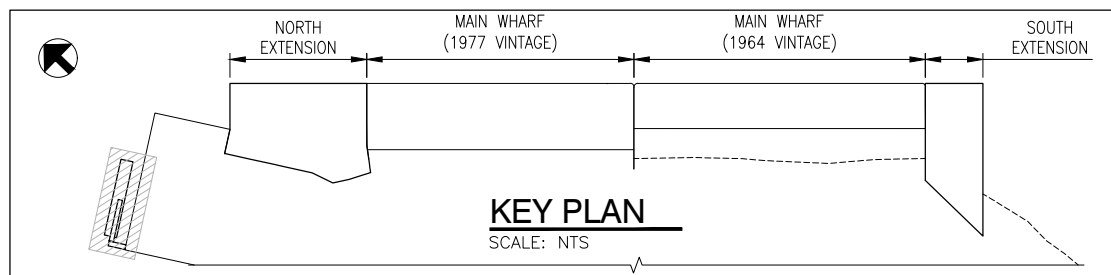 NORTH
EXTENSION
MAIN WHARF
(1977 VINTAGE)
MAIN WHARF
(1964 VINTAGE)
SOUTH
EXTENSION
KEY PLAN
SCALE: NTS